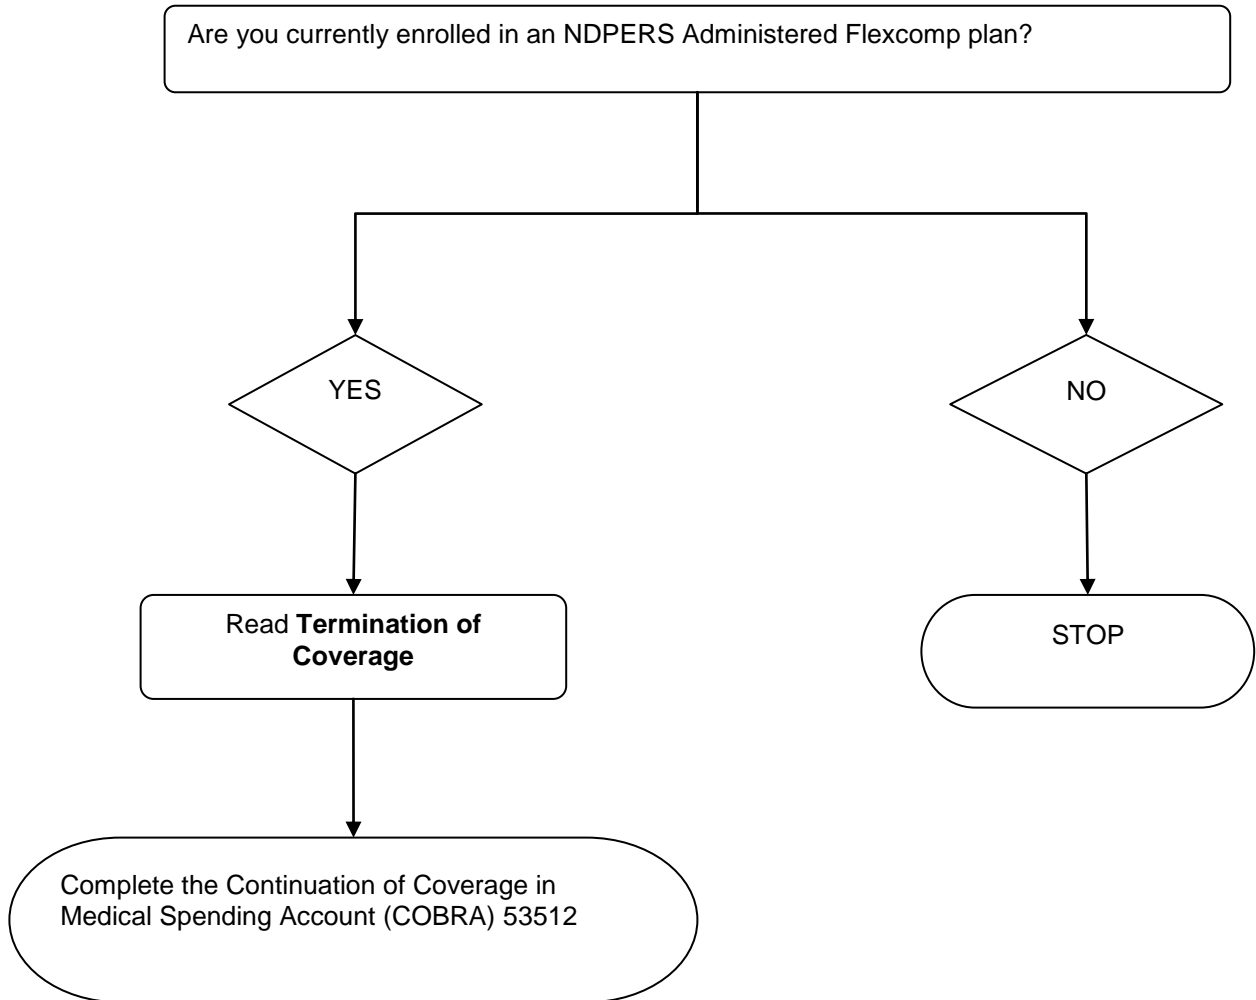 Are you currently enrolled in an NDPERS Administered Flexcomp plan?
YES
NO
Read Termination of
Coverage
STOP
Complete the Continuation of Coverage in
Medical Spending Account (COBRA) 53512